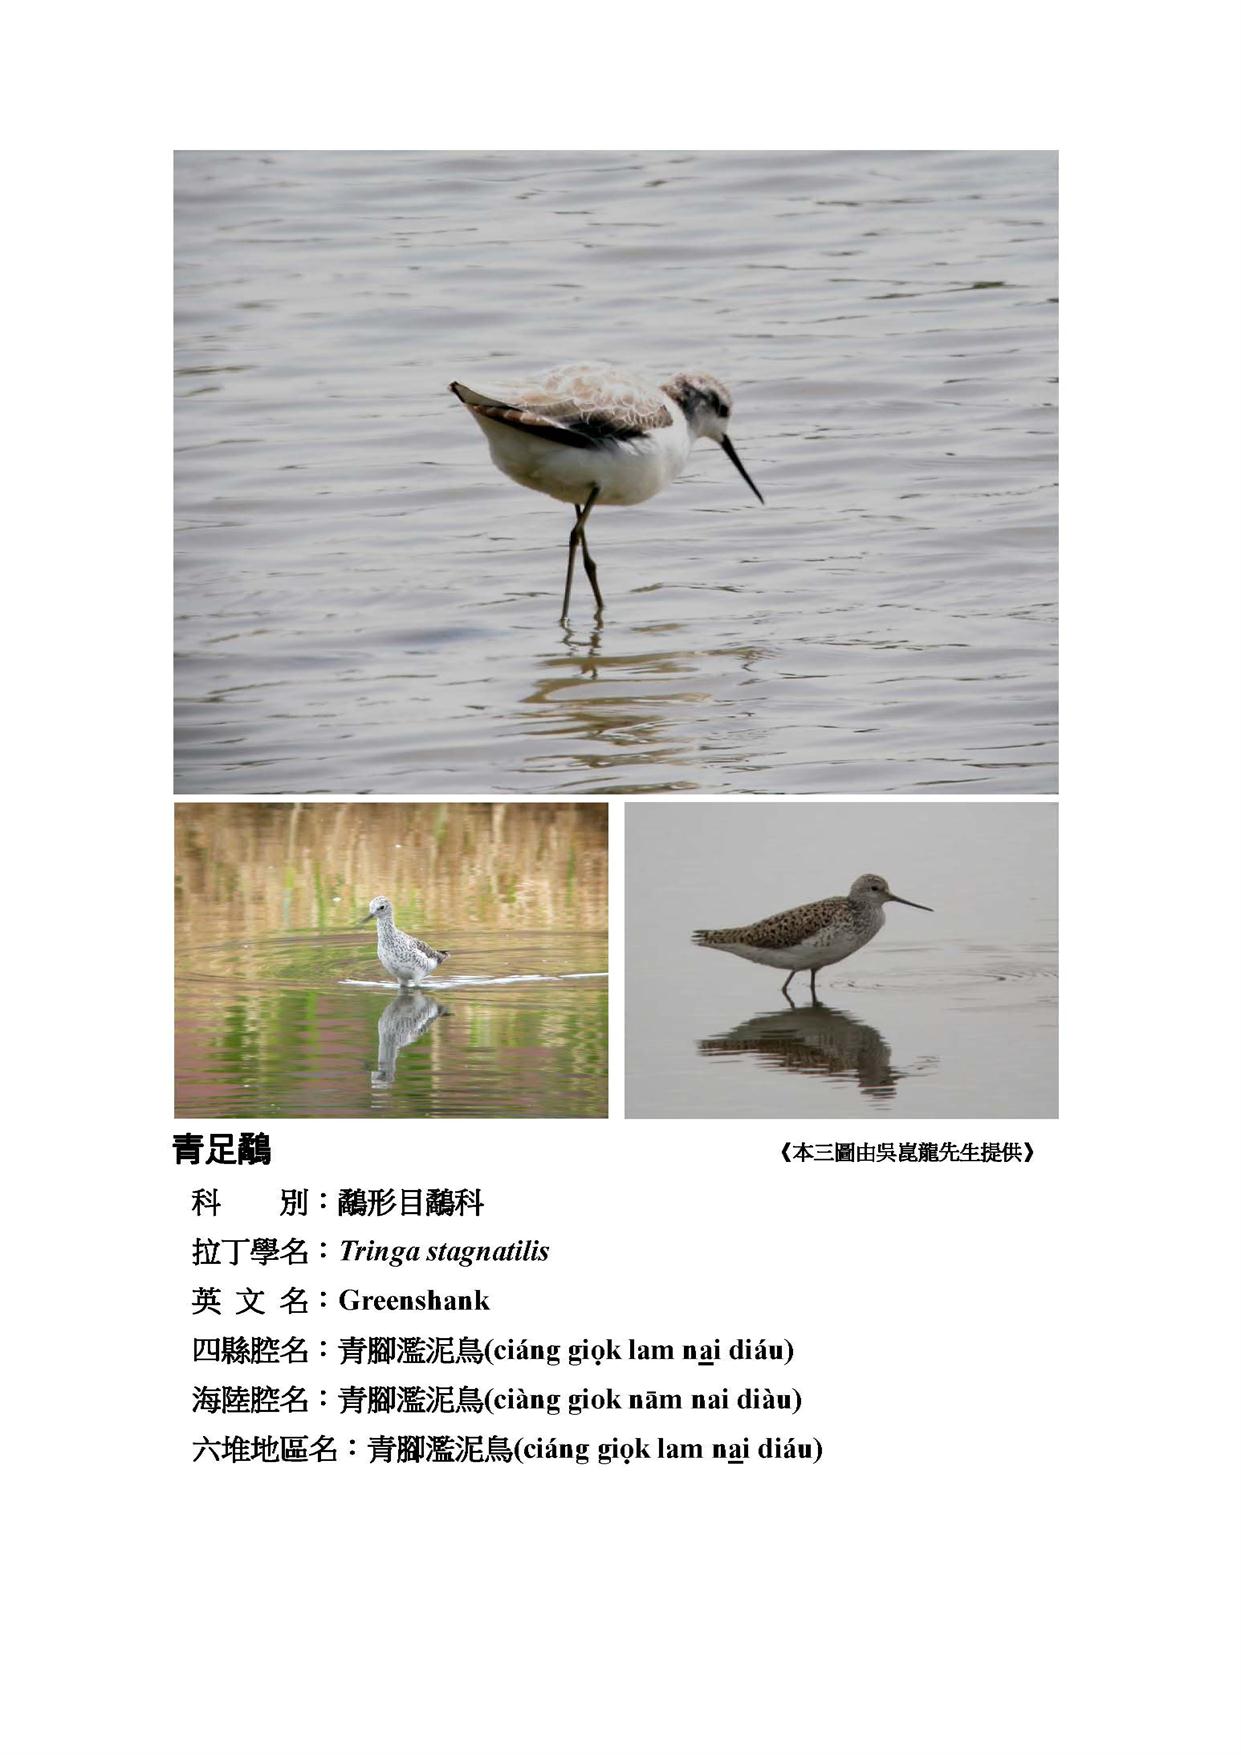 青足鷸
《本三圖由吳崑龍先生提供》
科　　別：鷸形目鷸科
拉丁學名：Tringa stagnatilis
英 文 名：Greenshank
四縣腔名：青腳濫泥鳥(ciáng giọk lam na̲i diáu)
海陸腔名：青腳濫泥鳥(ciàng giok nām nai diàu)
六堆地區名：青腳濫泥鳥(ciáng giọk lam na̲i diáu)